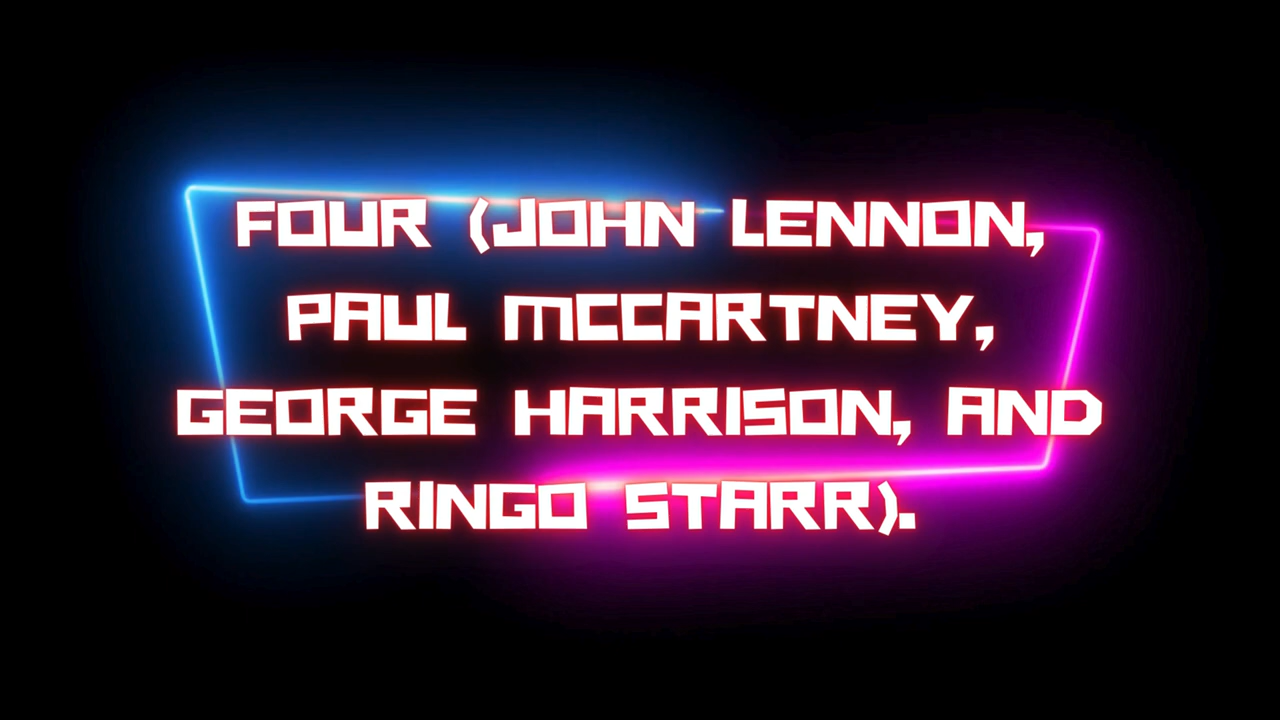 FOUR (JOHN LENNON,
PAUL MCCARTNEY,
GEORGE HARRISON, AND
RINGO STARR).